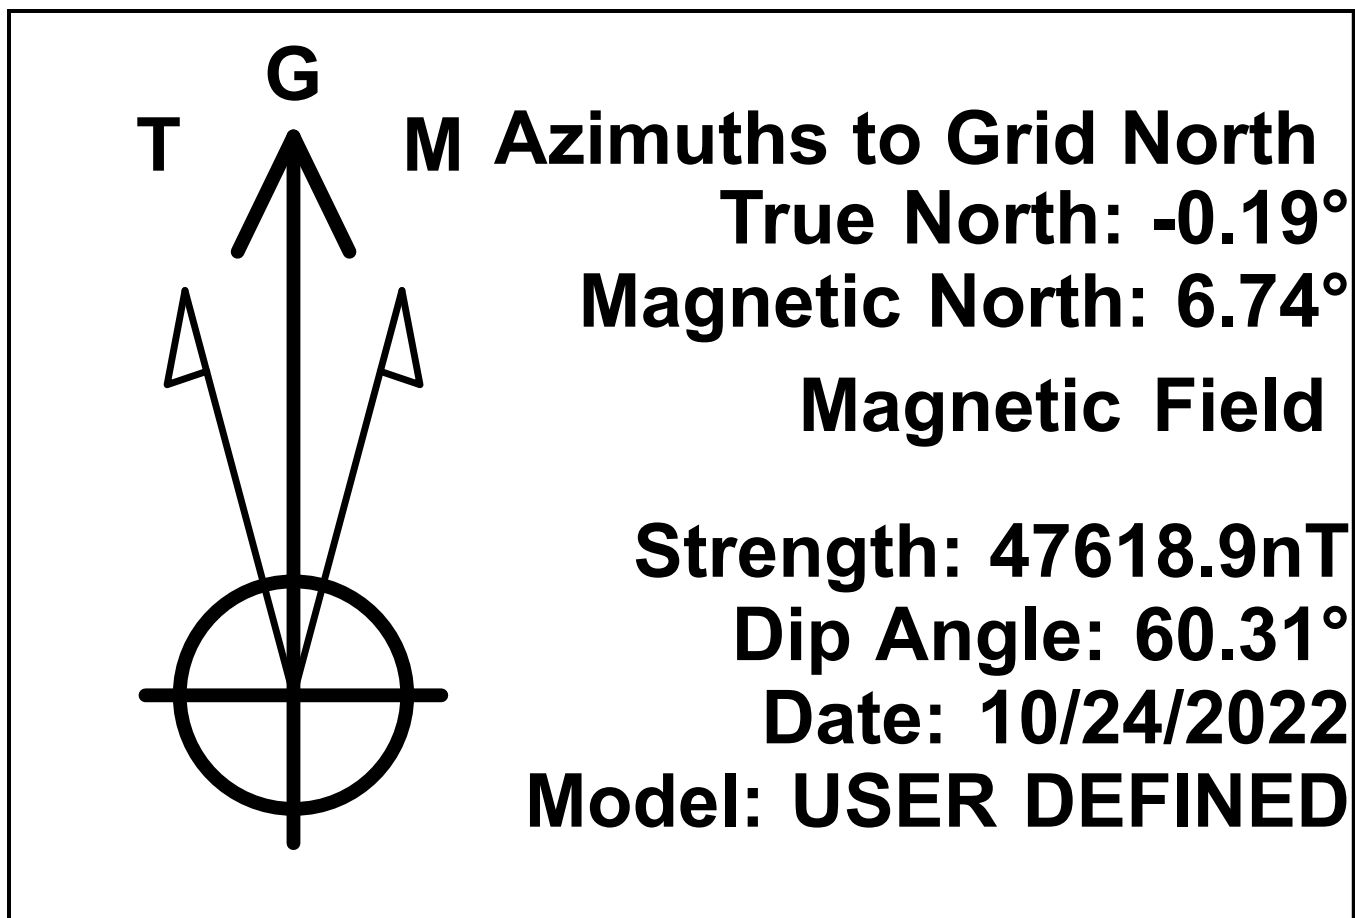 G
T
M
Azimuths to Grid North
True North: -0.19°
Magnetic North: 6.74°
Magnetic Field
Strength: 47618.9nT
Dip Angle: 60.31°
Date: 10/24/2022
Model: USER DEFINED